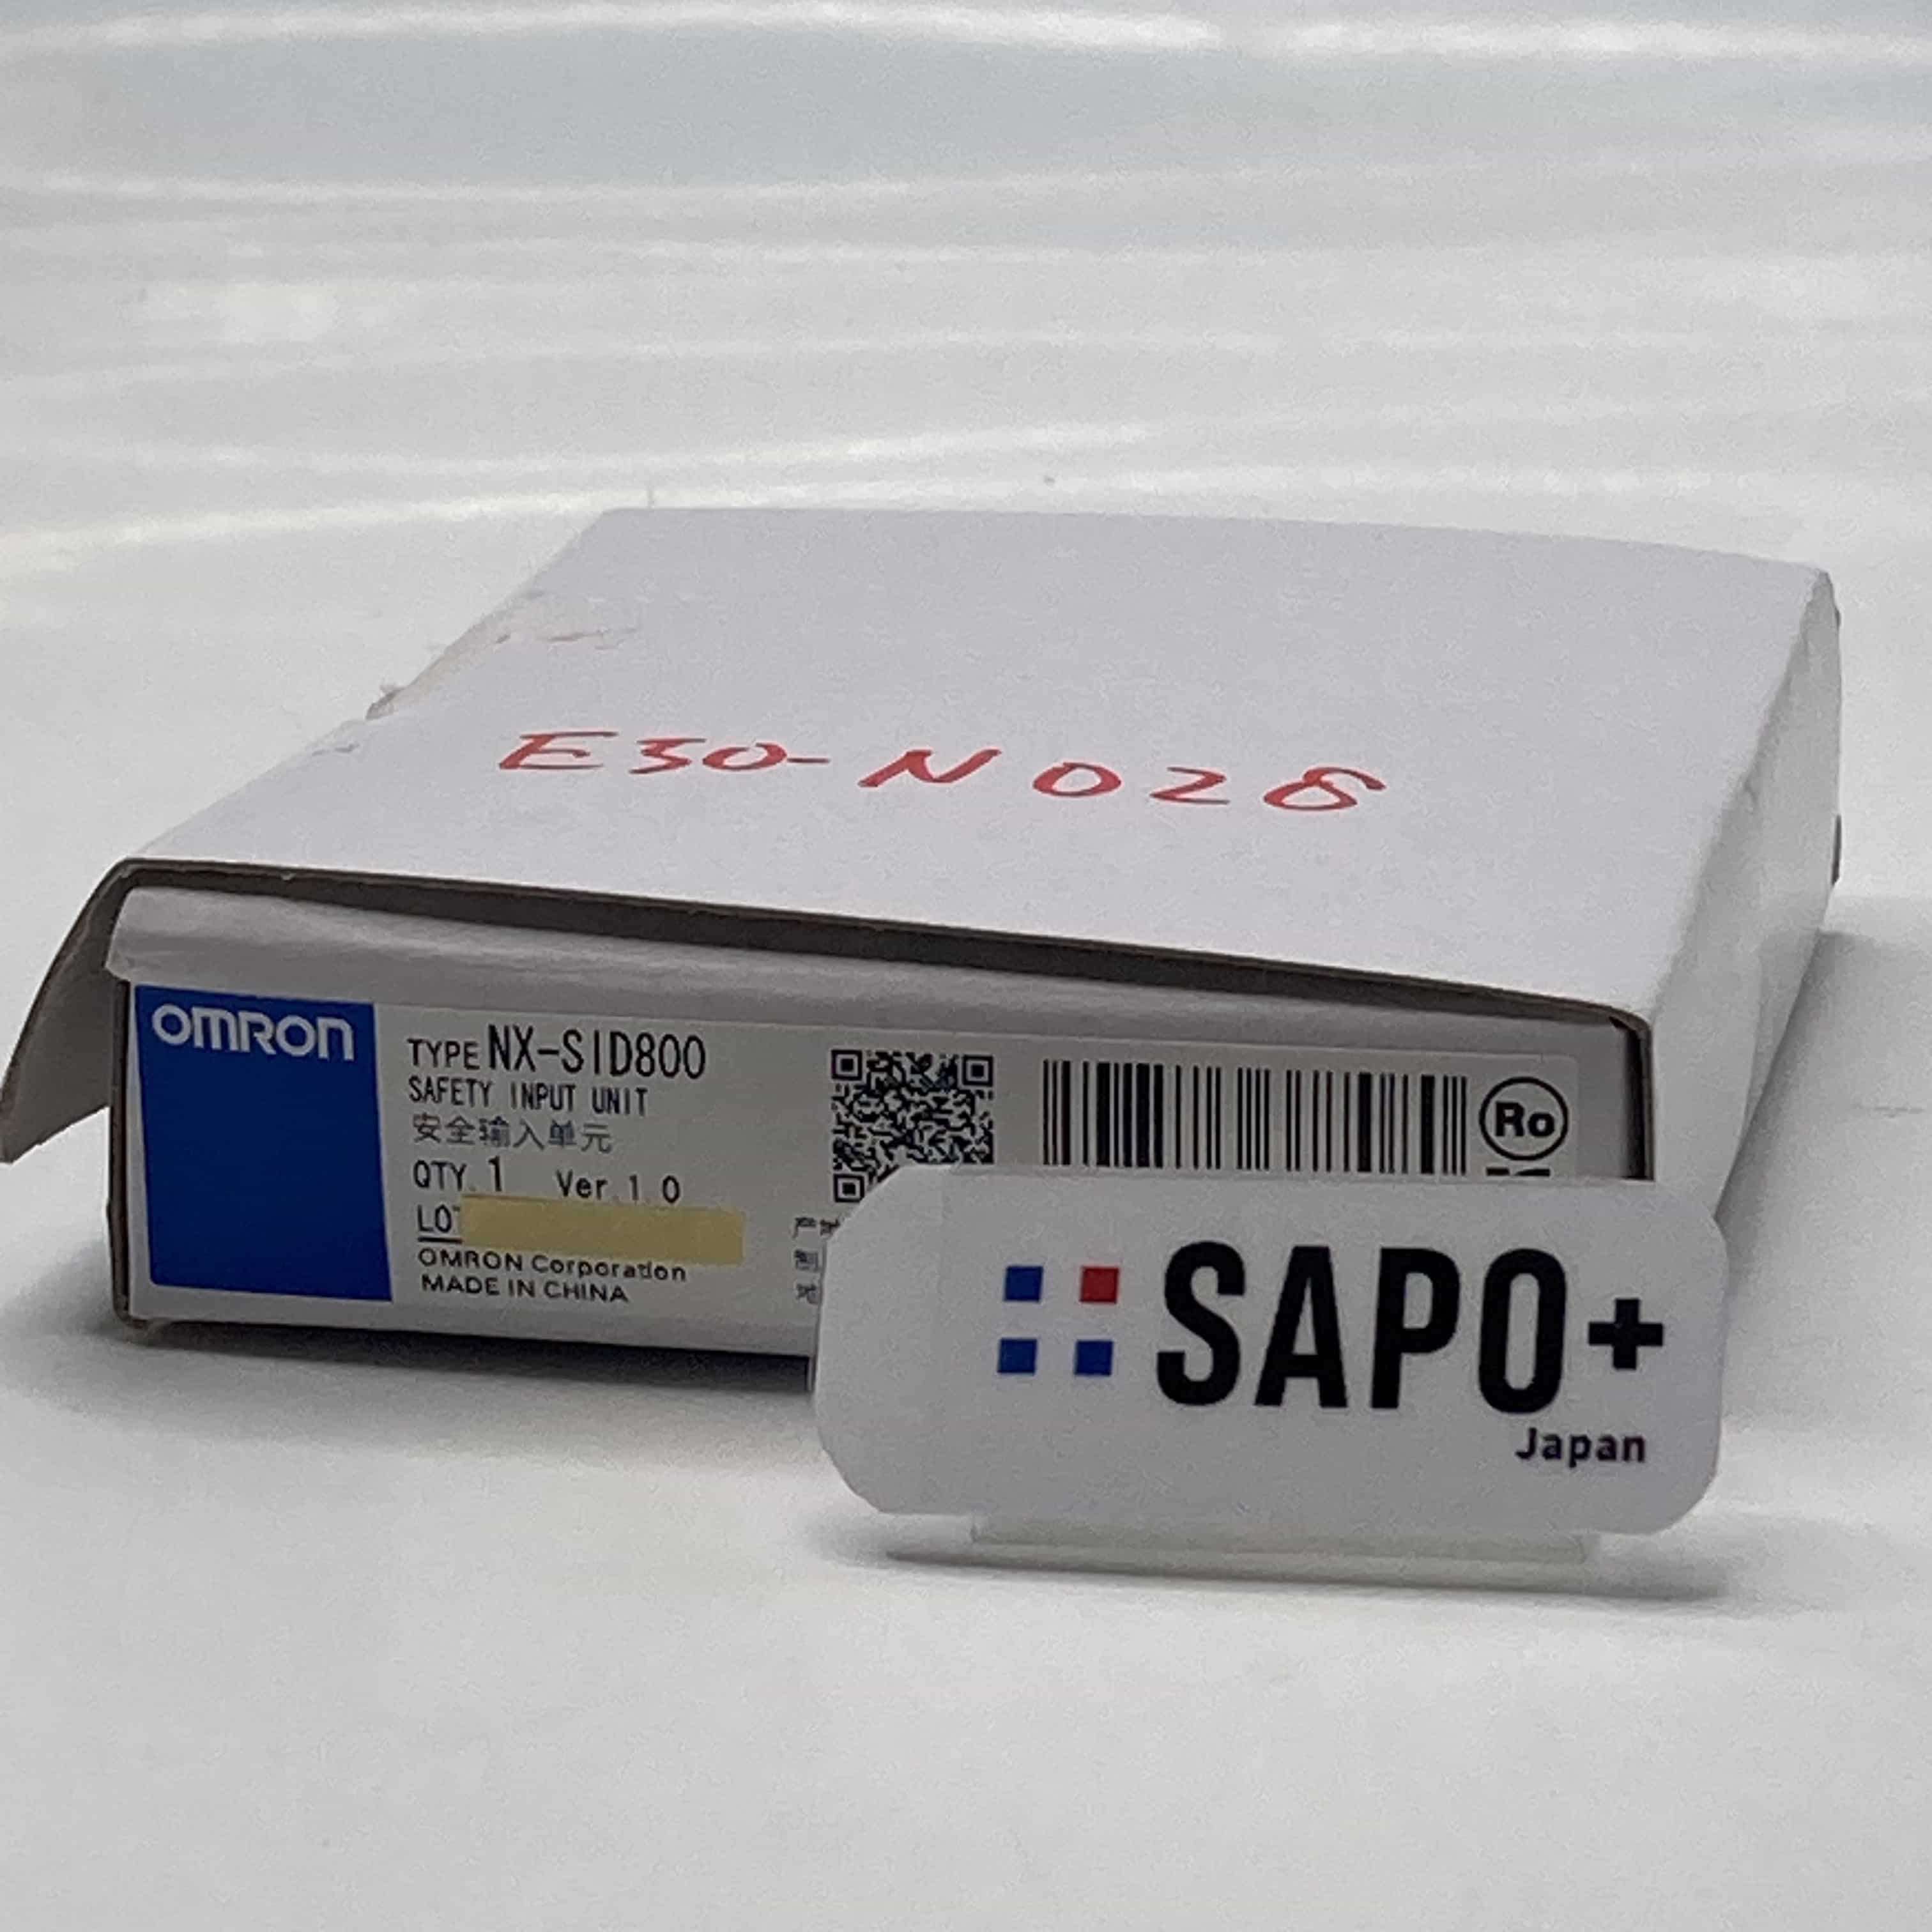 E30-N028
OMRON
TYPE NX-SID800
SAFETY INPUT UNIT
安全输入单元
QTY. 1 Ver. 1.0
OMRON Corporation
MADE IN CHINA
Ro
SAPO+
Japan